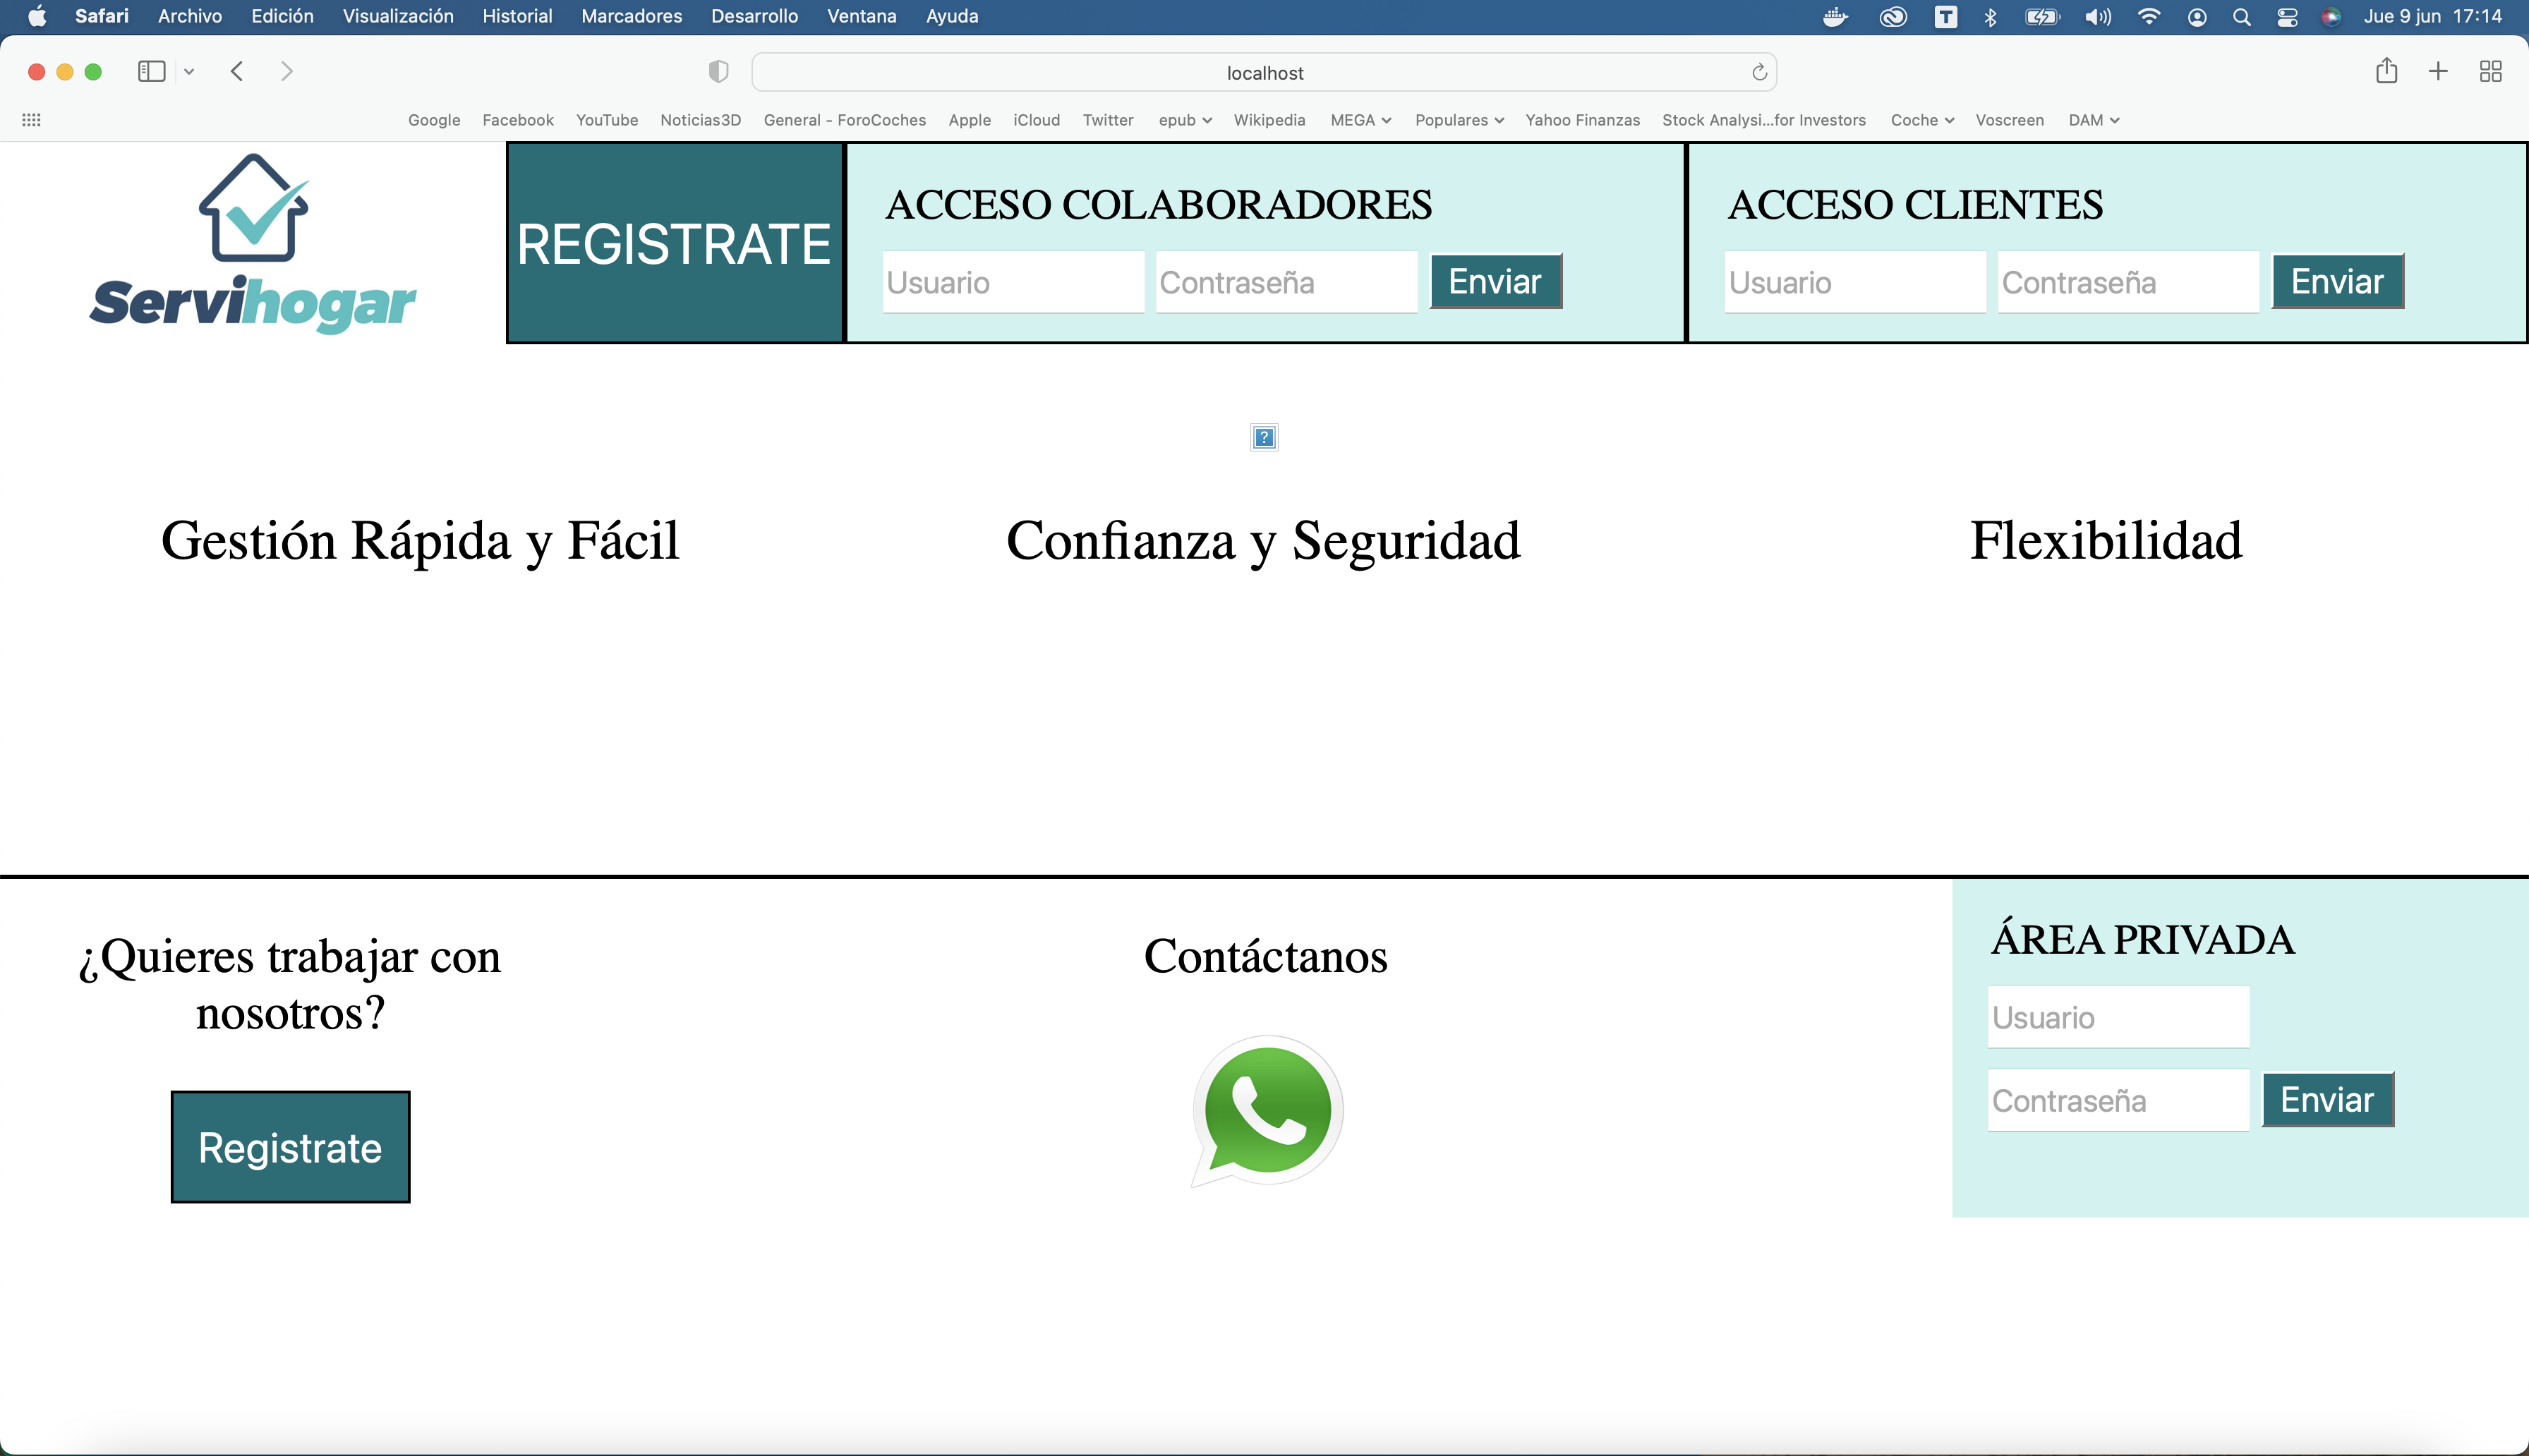 Safari Archivo Edición Visualización Historial Marcadores Desarrollo Ventana Ayuda T Jue 9 jun 17:14
localhost
Google Facebook YouTube Noticias3D General - ForoCoches Apple iCloud Twitter epub Wikipedia MEGA Populares Yahoo Finanzas Stock Analysi...for Investors Coche Voscreen DAM
Servihogar
REGISTRATE
ACCESO COLABORADORES
Usuario Contraseña Enviar
ACCESO CLIENTES
Usuario Contraseña Enviar
?
Gestión Rápida y Fácil Confianza y Seguridad Flexibilidad
¿Quieres trabajar con
nosotros?
Registrate
Contáctanos
ÁREA PRIVADA
Usuario
Contraseña Enviar